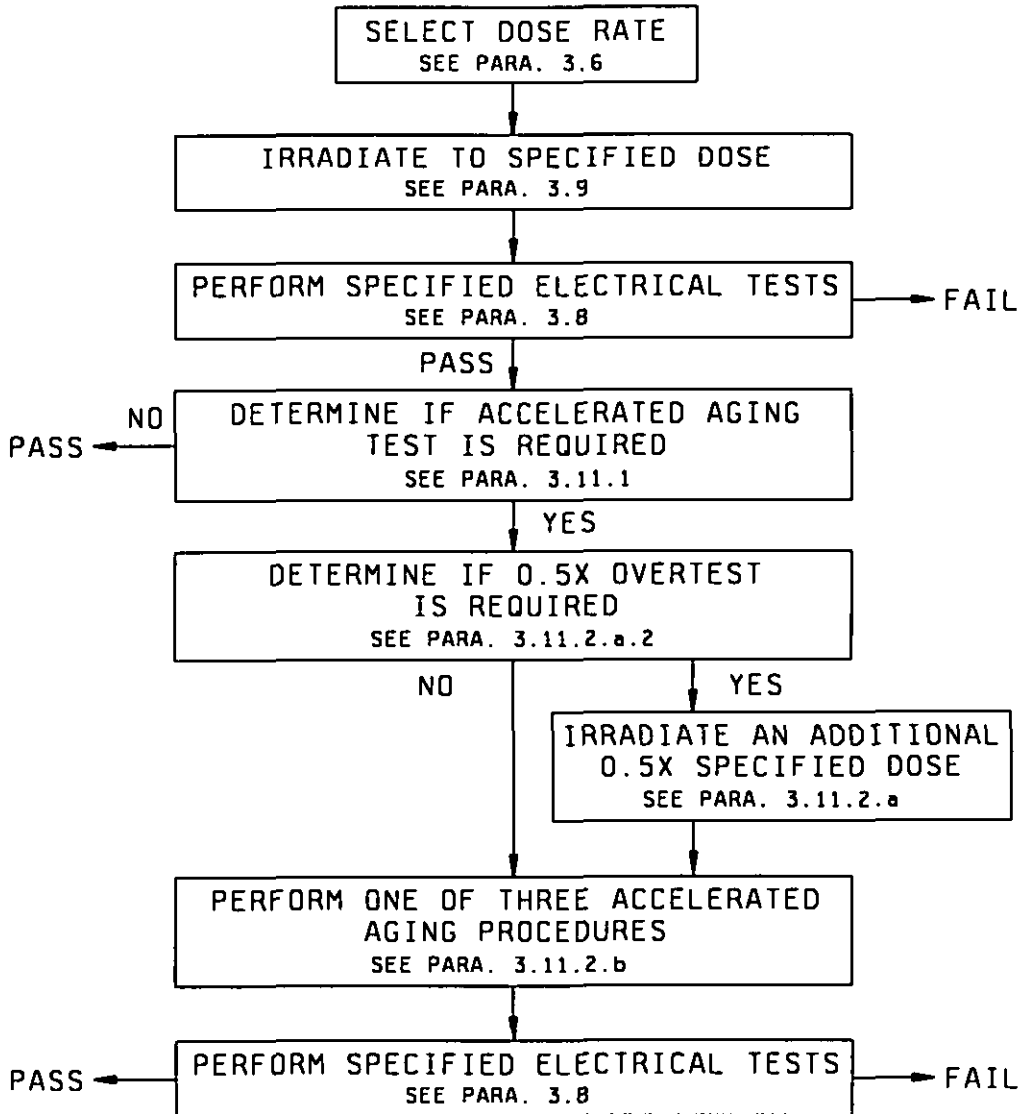 SELECT DOSE RATE
SEE PARA. 3.6
IRRADIATE TO SPECIFIED DOSE
SEE PARA. 3.9
PERFORM SPECIFIED ELECTRICAL TESTS
SEE PARA. 3.8
FAIL
PASS
DETERMINE IF ACCELERATED AGING
TEST IS REQUIRED
SEE PARA. 3.11.1
NO
PASS
YES
DETERMINE IF 0.5X OVERTEST
IS REQUIRED
SEE PARA. 3.11.2.a.2
NO
YES
IRRADIATE AN ADDITIONAL
0.5X SPECIFIED DOSE
SEE PARA. 3.11.2.a
PERFORM ONE OF THREE ACCELERATED
AGING PROCEDURES
SEE PARA. 3.11.2.b
PERFORM SPECIFIED ELECTRICAL TESTS
SEE PARA. 3.8
PASS
FAIL